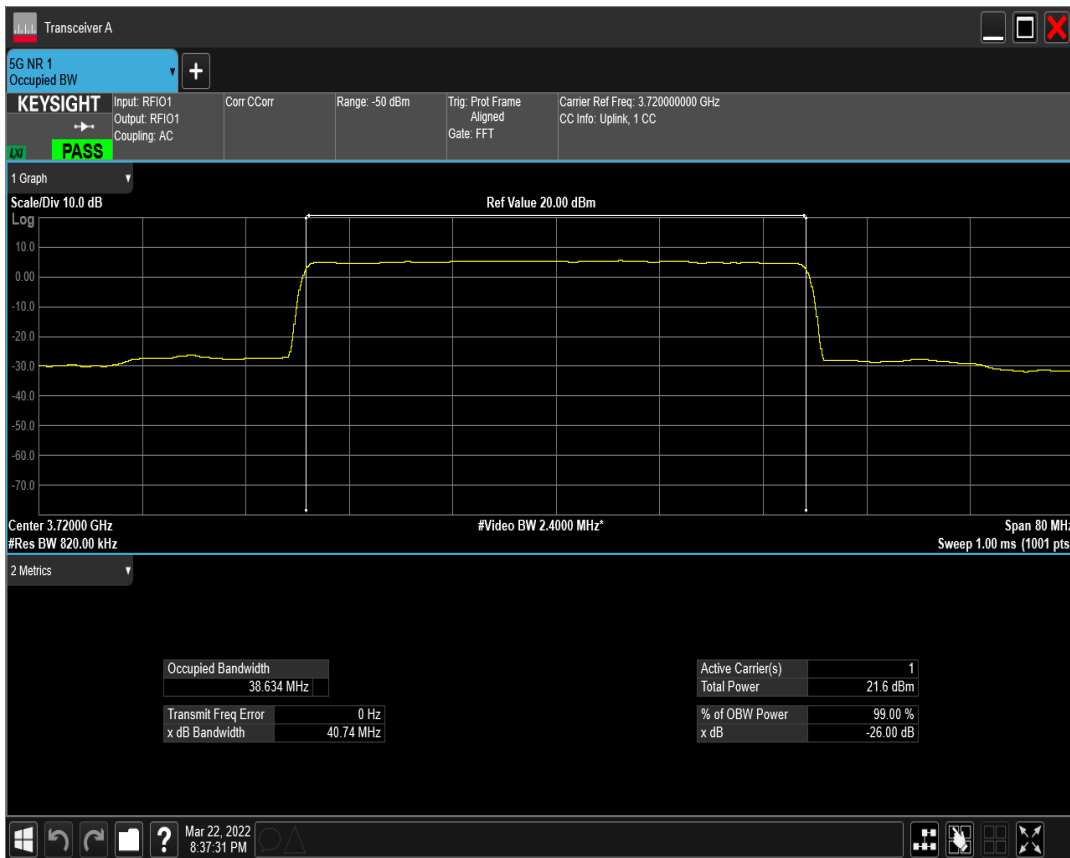 Transceiver A
5G NR 1
Occupied BW
KEYSIGHT
Input: RFIO1
Output: RFIO1
Coupling: AC
Corr CCorr
Range: -50 dBm
Trig: Prot Frame
Aligned
Gate: FFT
Carrier Ref Freq: 3.720000000 GHz
CC Info: Uplink, 1 CC
LXI
PASS
1 Graph
Scale/Div 10.0 dB
Ref Value 20.00 dBm
Log
10.0
0.00
-10.0
-20.0
-30.0
-40.0
-50.0
-60.0
-70.0
Center 3.72000 GHz
#Video BW 2.4000 MHz*
Span 80 MHz
#Res BW 820.00 kHz
Sweep 1.00 ms (1001 pts
2 Metrics
Occupied Bandwidth
38.634 MHz
Transmit Freq Error 0 Hz
x dB Bandwidth 40.74 MHz
Active Carrier(s) 1
Total Power 21.6 dBm
% of OBW Power 99.00 %
x dB -26.00 dB
?
Mar 22, 2022
8:37:31 PM